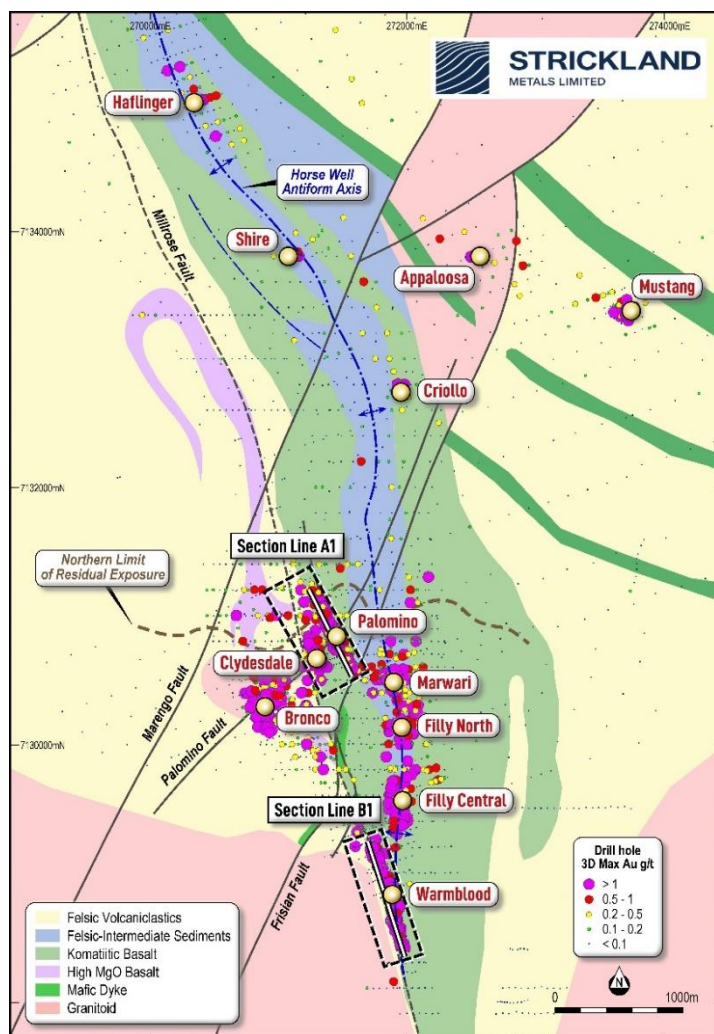 270000mE
272000mE
274000mE
STRICKLAND
METALS LIMITED
Haflinger
Horse Well
Antiform Axis
Millrose Fault
7134000mN
Shire
Appaloosa
Mustang
Criollo
7132000mN
Section Line A1
Northern Limit
of Residual Exposure
Palomino
Clydesdale
Marwari
Bronco
Filly North
Marengo Fault
Palomino Fault
7130000mN
Filly Central
Section Line B1
Frisian Fault
Warmblood
Drill hole
3D Max Au g/t
> 1
0.5 - 1
0.2 - 0.5
0.1 - 0.2
< 0.1
Felsic Volcaniclastics
Felsic-Intermediate Sediments
Komatiitic Basalt
High MgO Basalt
Mafic Dyke
Granitoid
N
0
1000m